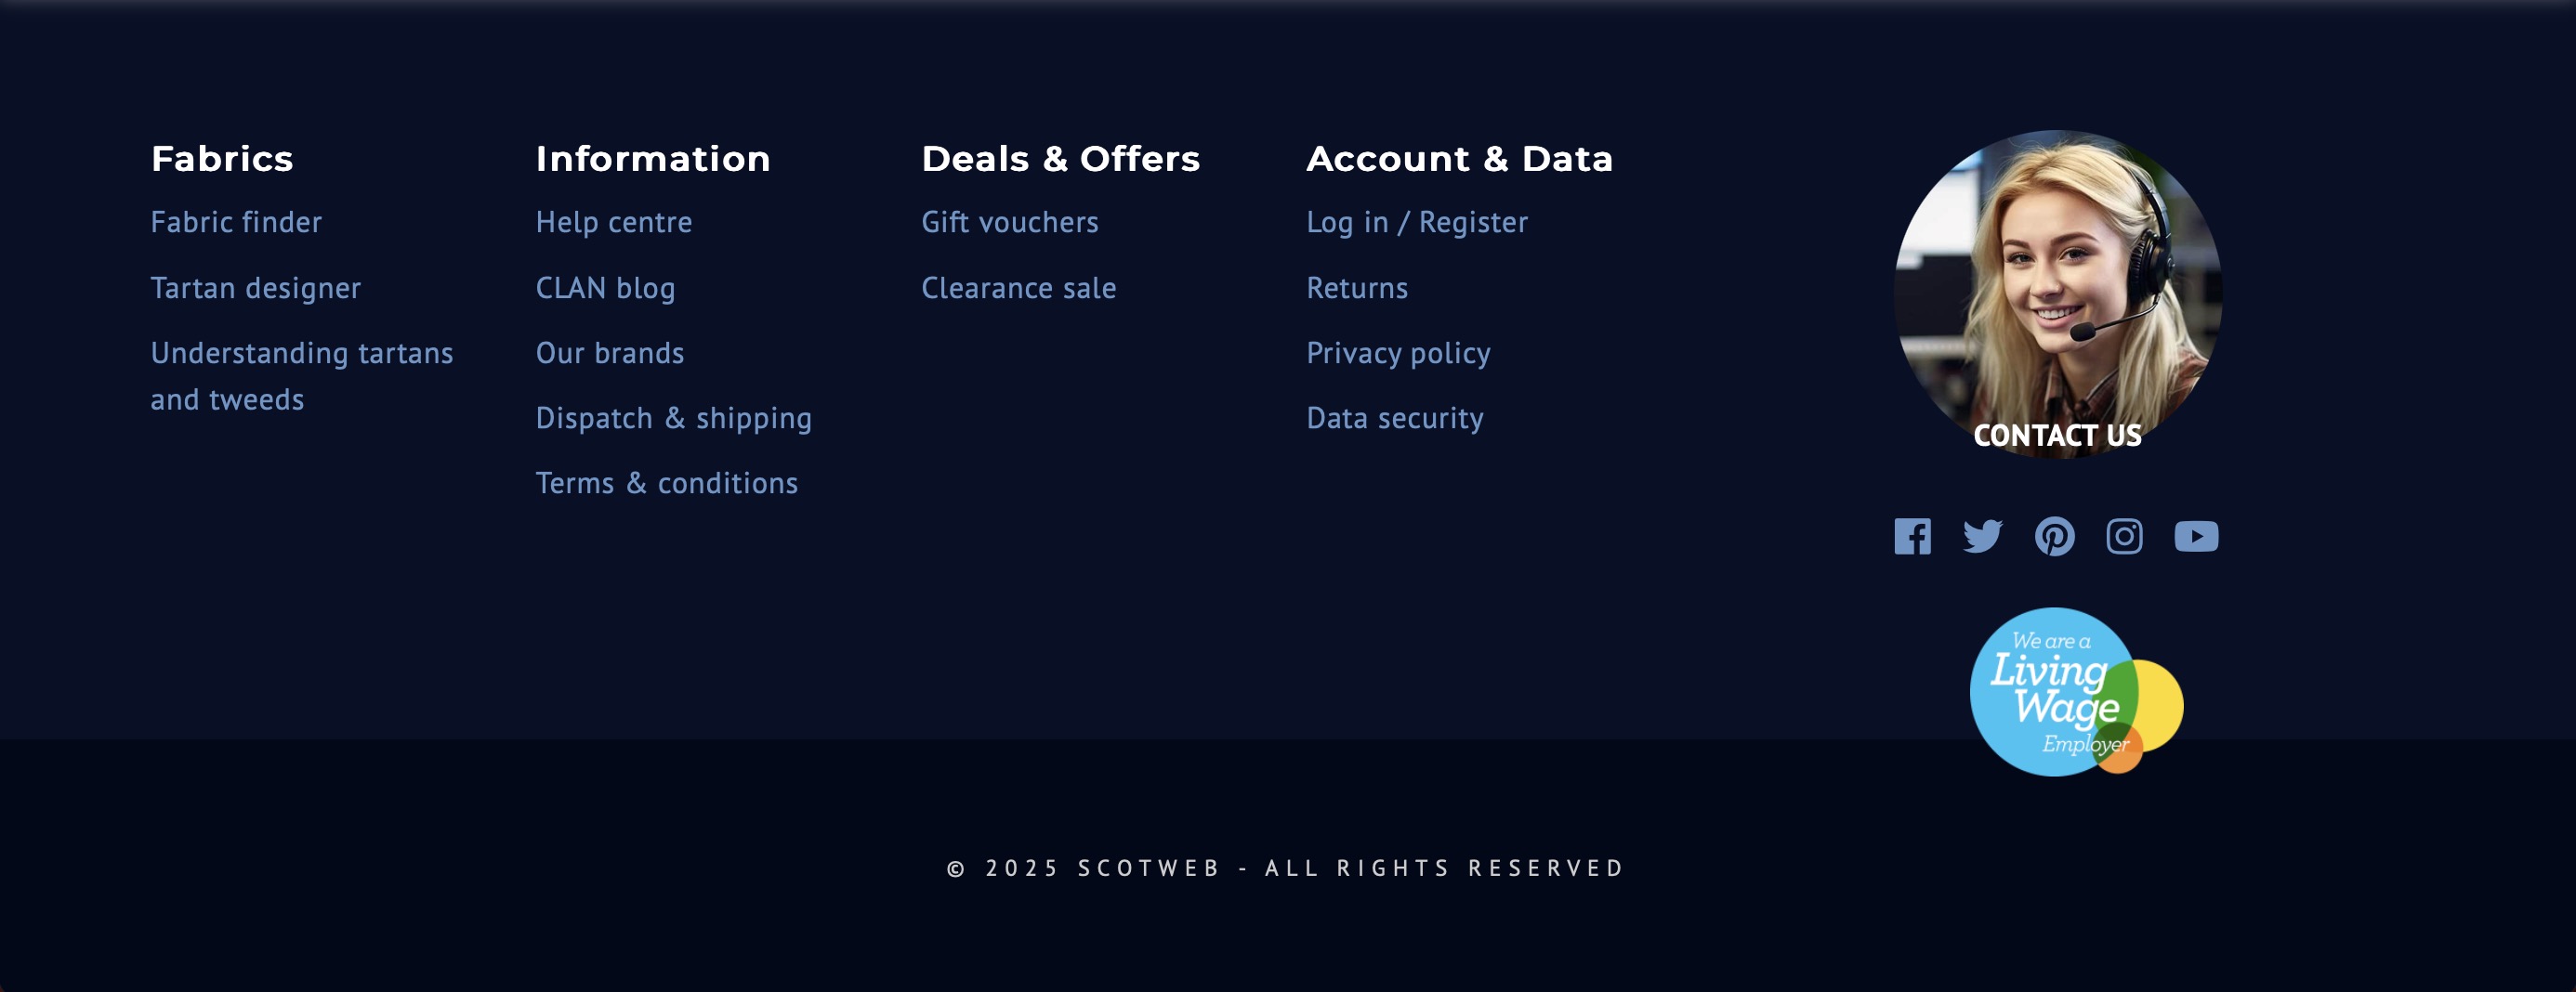 Fabrics
Fabric finder
Tartan designer
Understanding tartans
and tweeds
Information
Help centre
CLAN blog
Our brands
Dispatch & shipping
Terms & conditions
Deals & Offers
Gift vouchers
Clearance sale
Account & Data
Log in / Register
Returns
Privacy policy
Data security
CONTACT US
We are a
Living
Wage
Employer
© 2025 SCOTWEB - ALL RIGHTS RESERVED